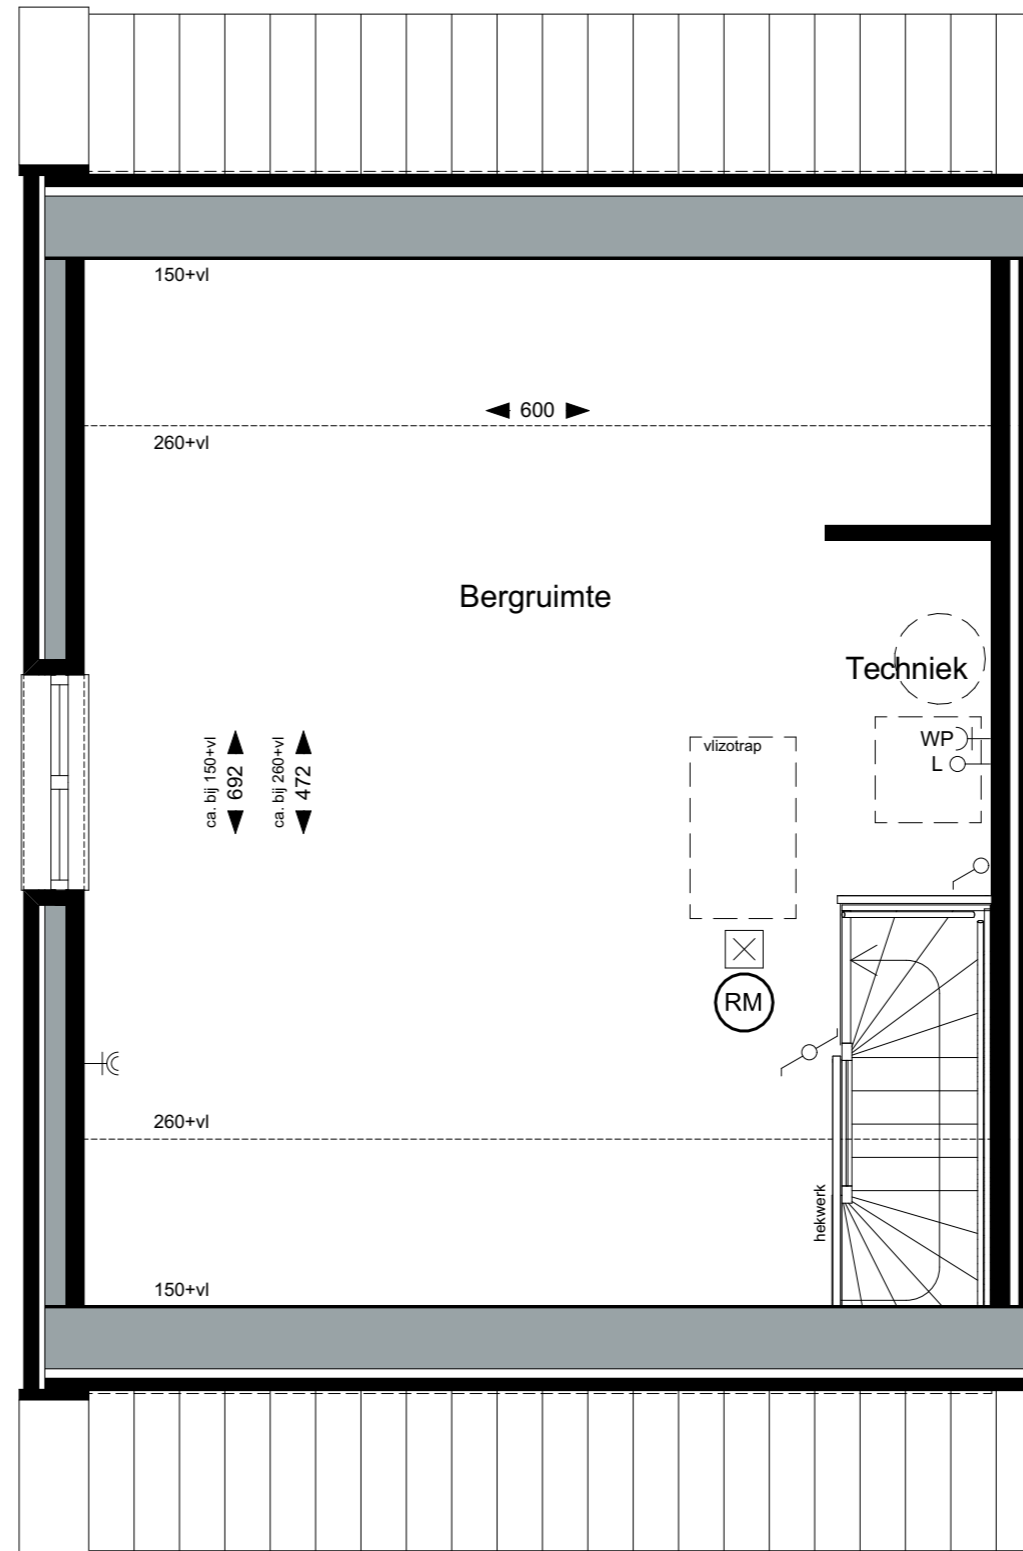 150+vl
600
260+vl
Bergruimte
Techniek
vlizotrap
WP
L
ca. bij 150+vl
692
ca. bij 260+vl
472
RM
260+vl
hekwerk
150+vl